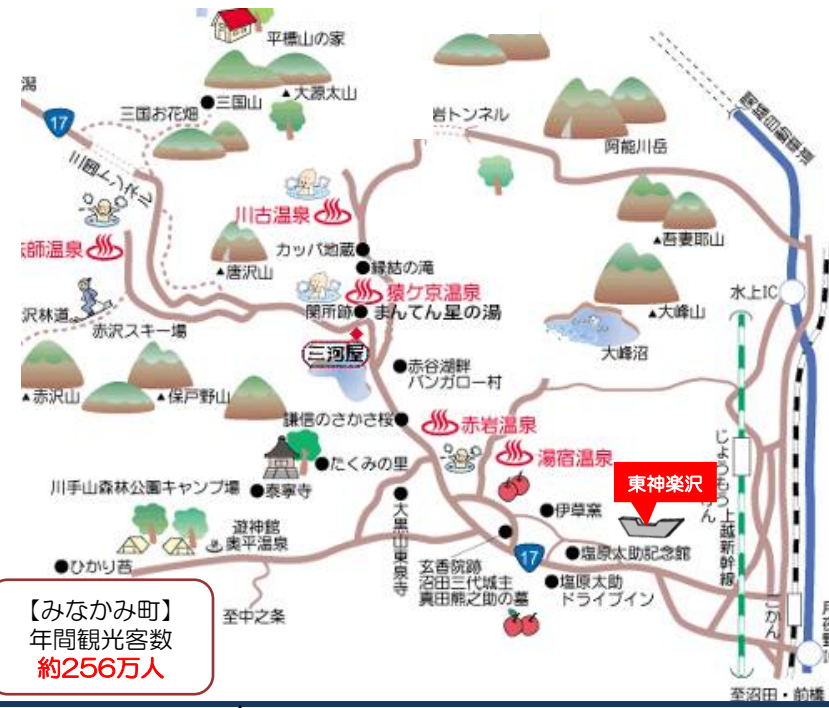 平標山の家
潟
17
三国お花畑
●三国山
▲大源太山
岩トンネル
阿能川岳
三国トンネル
川古温泉
師温泉
▲唐沢山
カッパ地蔵●
●縁結の滝
▲吾妻耶山
猿ケ京温泉
関所跡●まんてん星の湯
水上IC
沢林道
赤沢スキー場
三河屋
▲大峰山
大峰沼
●赤谷湖畔
バンガロー村
▲赤沢山
▲保戸野山
謙信のさかさ桜●
赤岩温泉
じょうもう
上越新幹線
●たくみの里
湯宿温泉
東神楽沢
川手山森林公園キャンプ場
●泰寧寺
●大黒山東泉寺
●伊草窯
遊神館
奥平温泉
●ひかり苔
玄香院跡
沼田三代城主
真田熊之助の墓
17
●塩原太助記念館
●塩原太助
ドライブイン
至中之条
【みなかみ町】
年間観光客数
約256万人
至沼田・前橋